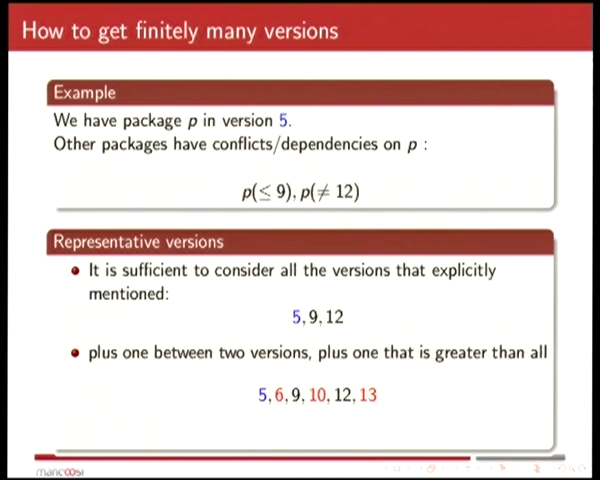 How to get finitely many versions
Example
We have package p in version 5.
Other packages have conflicts/dependencies on p :
p(≤ 9), p(≠ 12)
Representative versions
It is sufficient to consider all the versions that explicitly
mentioned:
5, 9, 12
plus one between two versions, plus one that is greater than all
5, 6, 9, 10, 12, 13
mancoosi